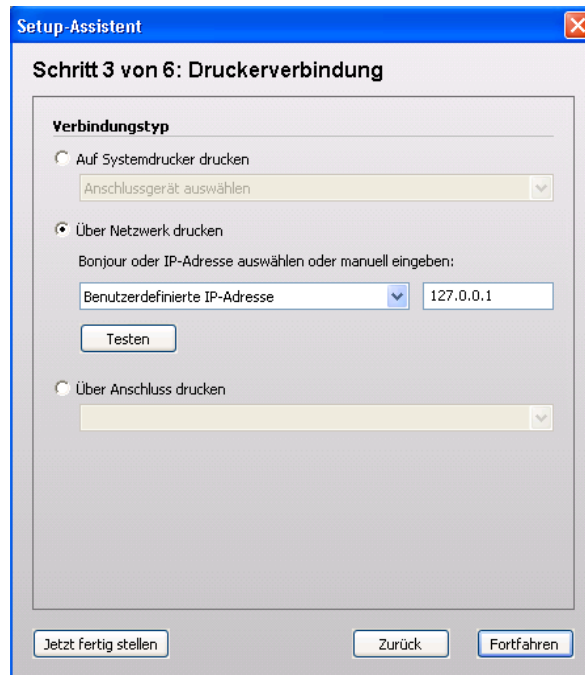 Setup-Assistent
Schritt 3 von 6: Druckerverbindung
Verbindungstyp
Auf Systemdrucker drucken
Anschlussgerät auswählen
Über Netzwerk drucken
Bonjour oder IP-Adresse auswählen oder manuell eingeben:
Benutzerdefinierte IP-Adresse 127.0.0.1
Testen
Über Anschluss drucken
Jetzt fertig stellen Zurück Fortfahren